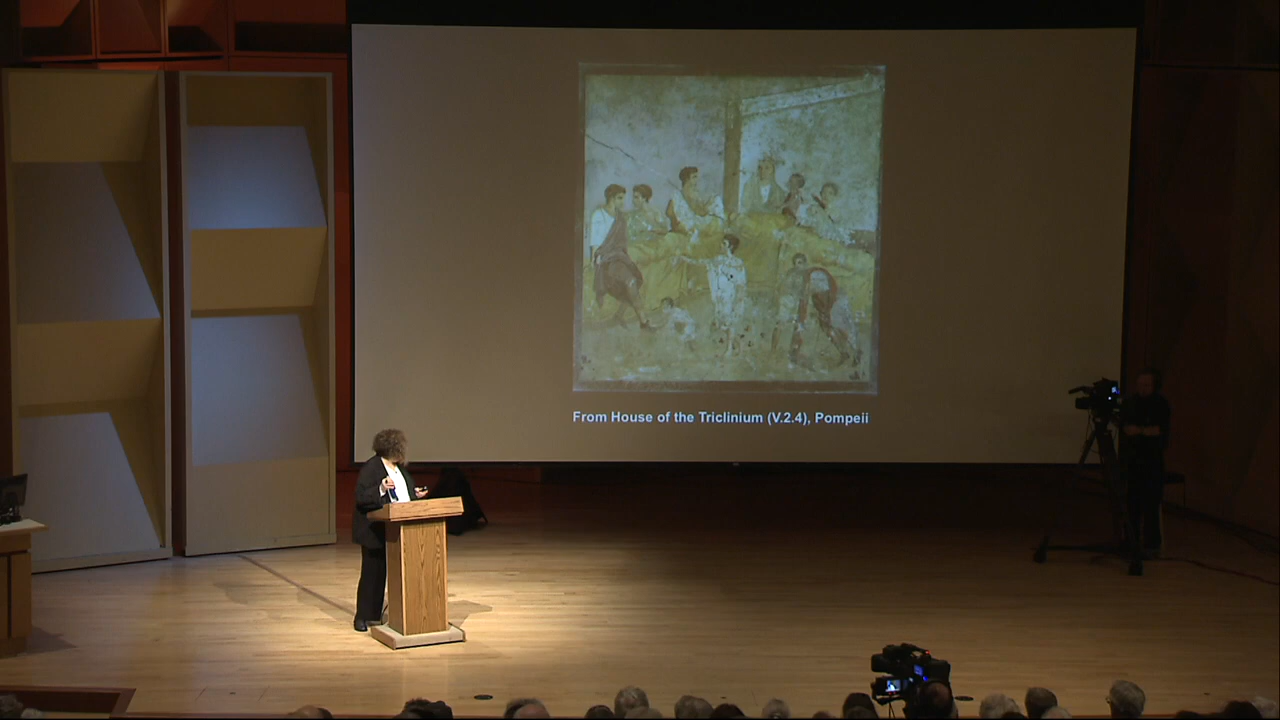 From House of the Triclinium (V.2.4), Pompeii